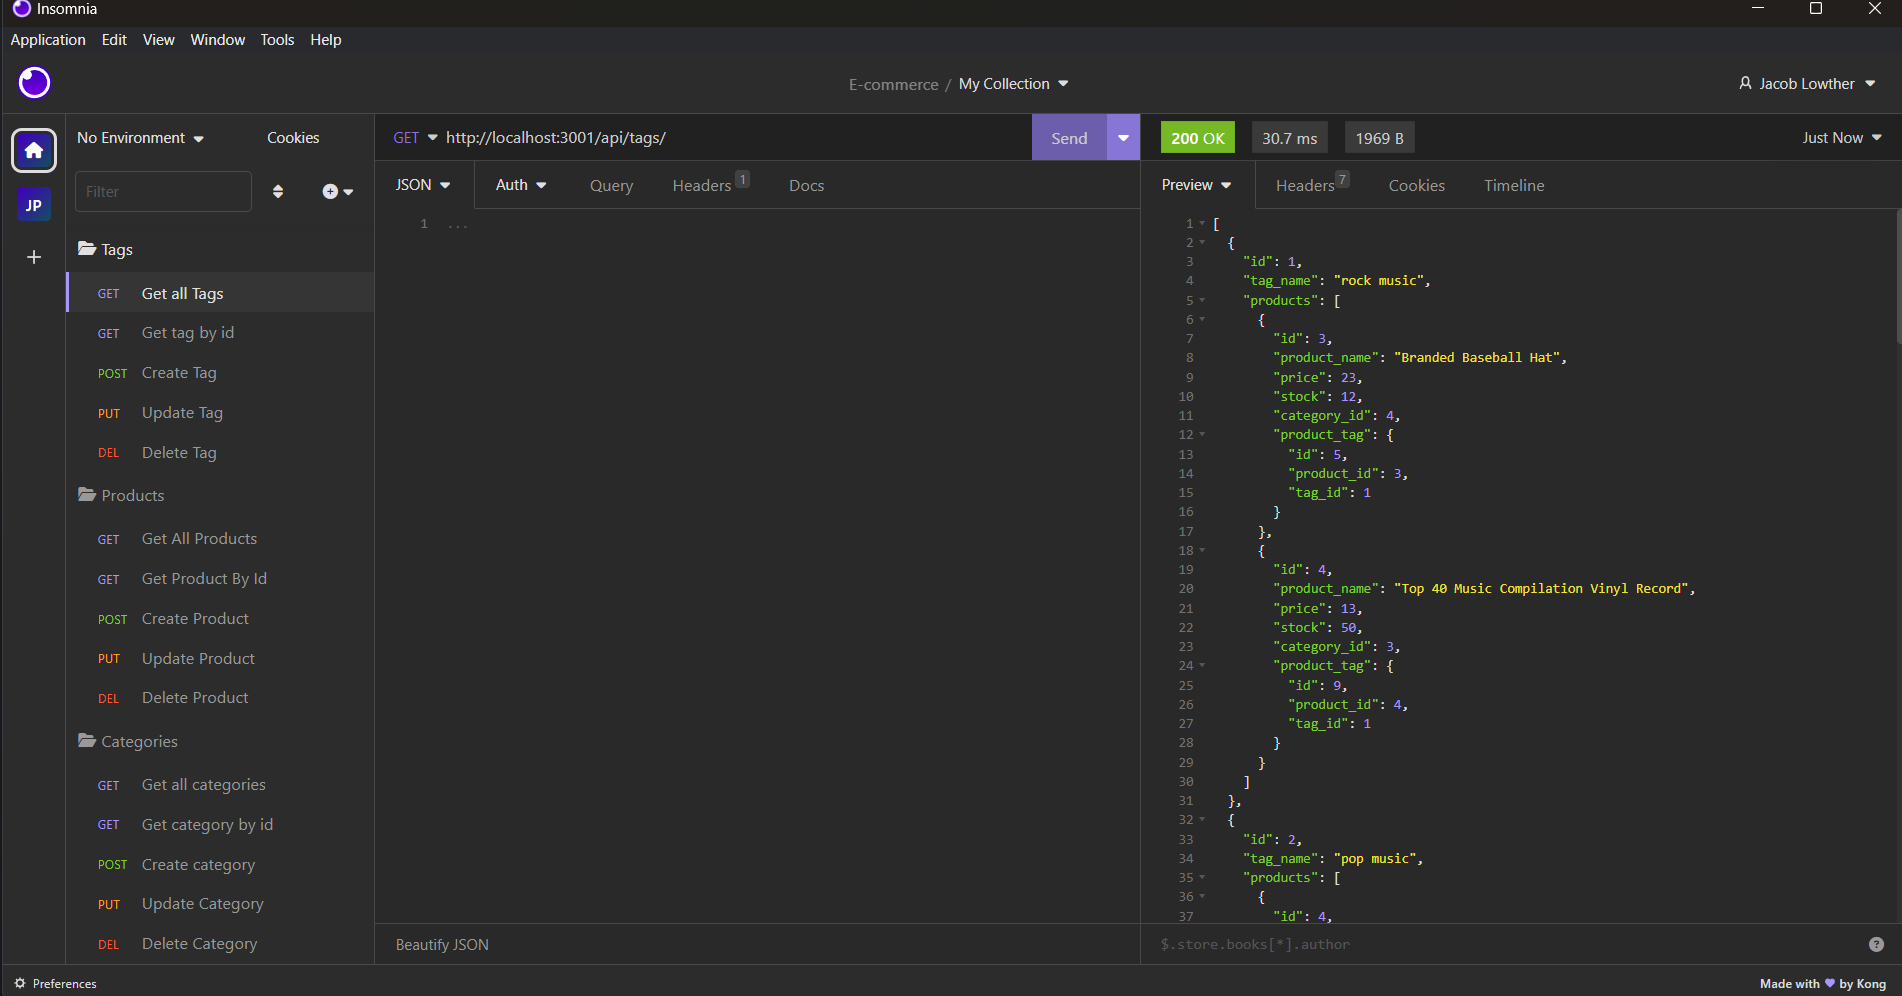 Insomnia
Application Edit View Window Tools Help
E-commerce / My Collection
Jacob Lowther
JP
No Environment
Cookies
Filter
Tags
GET Get all Tags
GET Get tag by id
POST Create Tag
PUT Update Tag
DEL Delete Tag
Products
GET Get All Products
GET Get Product By Id
POST Create Product
PUT Update Product
DEL Delete Product
Categories
GET Get all categories
GET Get category by id
POST Create category
PUT Update Category
DEL Delete Category
GET http://localhost:3001/api/tags/ Send
JSON Auth Query Headers 1 Docs
1 ...
Beautify JSON
200 OK 30.7 ms 1969 B Just Now
Preview Headers 7 Cookies Timeline
1 [
2 {
3 "id": 1,
4 "tag_name": "rock music",
5 "products": [
6 {
7 "id": 3,
8 "product_name": "Branded Baseball Hat",
9 "price": 23,
10 "stock": 12,
11 "category_id": 4,
12 "product_tag": {
13 "id": 5,
14 "product_id": 3,
15 "tag_id": 1
16 }
17 },
18 {
19 "id": 4,
20 "product_name": "Top 40 Music Compilation Vinyl Record",
21 "price": 13,
22 "stock": 50,
23 "category_id": 3,
24 "product_tag": {
25 "id": 9,
26 "product_id": 4,
27 "tag_id": 1
28 }
29 }
30 ]
31 },
32 {
33 "id": 2,
34 "tag_name": "pop music",
35 "products": [
36 {
37 "id": 4,
$.store.books[*].author ?
Preferences
Made with by Kong